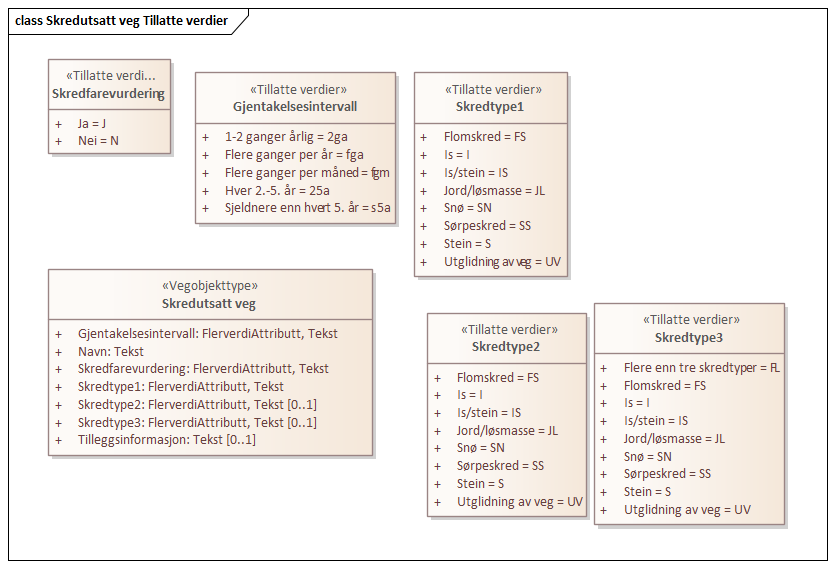 class Skredutsatt veg Tillatte verdier
«Tillatte verdi...
Skredfarevurdering
+ Ja = J
+ Nei = N
«Tillatte verdier»
Gjentakelsesintervall
+ 1-2 ganger årlig = 2ga
+ Flere ganger per år = fga
+ Flere ganger per måned = fgm
+ Hver 2.-5. år = 25a
+ Sjeldnere enn hvert 5. år = s5a
«Tillatte verdier»
Skredtype1
+ Flomskred = FS
+ Is = I
+ Is/stein = IS
+ Jord/løsmasse = JL
+ Snø = SN
+ Sørpeskred = SS
+ Stein = S
+ Utglidning av veg = UV
«Vegobjekttype»
Skredutsatt veg
+ Gjentakelsesintervall: FlerverdiAttributt, Tekst
+ Navn: Tekst
+ Skredfarevurdering: FlerverdiAttributt, Tekst
+ Skredtype1: FlerverdiAttributt, Tekst
+ Skredtype2: FlerverdiAttributt, Tekst [0..1]
+ Skredtype3: FlerverdiAttributt, Tekst [0..1]
+ Tilleggsinformasjon: Tekst [0..1]
«Tillatte verdier»
Skredtype2
+ Flomskred = FS
+ Is = I
+ Is/stein = IS
+ Jord/løsmasse = JL
+ Snø = SN
+ Sørpeskred = SS
+ Stein = S
+ Utglidning av veg = UV
«Tillatte verdier»
Skredtype3
+ Flere enn tre skredtyper = FL
+ Flomskred = FS
+ Is = I
+ Is/stein = IS
+ Jord/løsmasse = JL
+ Snø = SN
+ Sørpeskred = SS
+ Stein = S
+ Utglidning av veg = UV